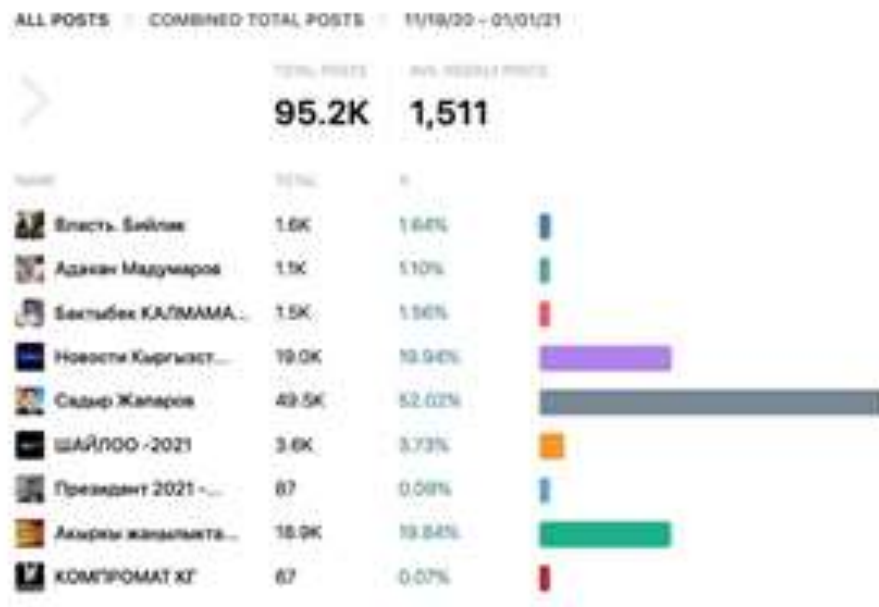 ALL POSTS COMBINED TOTAL POSTS 11/19/20 - 01/01/21
TOTAL POSTS AVG. WEEKLY POSTS
95.2K 1,511
NAME TOTAL %
Власть. Бийлик 1.6K 1.64%
Адахан Мадумаров 1.1K 1.10%
Бактыбек КАЛМАМА... 1.5K 1.56%
Новости Кыргызст... 19.0K 19.94%
Садыр Жапаров 49.5K 52.02%
ШАЙЛОО -2021 3.6K 3.73%
Президент 2021 -... 87 0.09%
Акыркы жаңылыкта... 18.9K 19.84%
КОМПРОМАТ КГ 67 0.07%